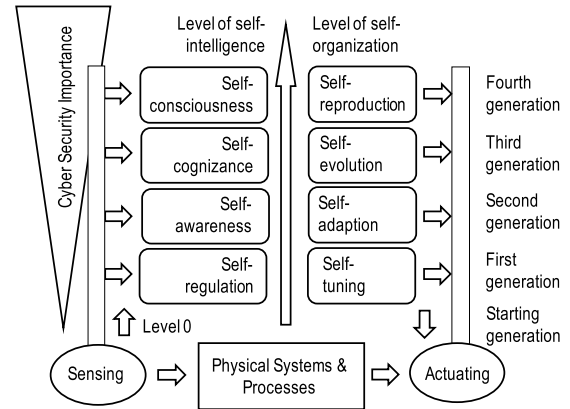 Level of self-
intelligence
Level of self-
organization
Cyber Security Importance
Self-
consciousness
Self-
reproduction
Fourth
generation
Self-
cognizance
Self-
evolution
Third
generation
Self-
awareness
Self-
adaption
Second
generation
Self-
regulation
Self-
tuning
First
generation
Level 0
Starting
generation
Sensing
Physical Systems &
Processes
Actuating